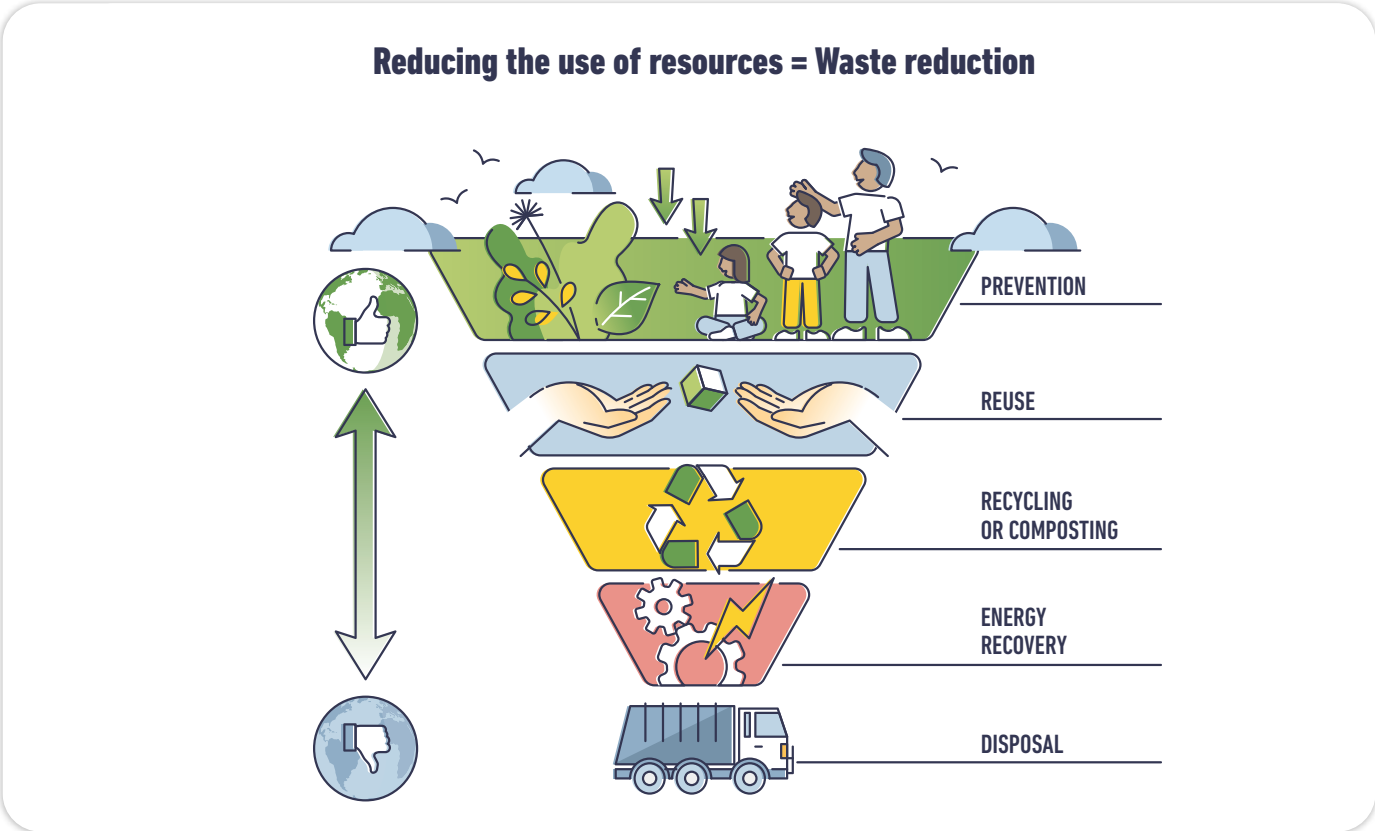 Reducing the use of resources = Waste reduction
PREVENTION
REUSE
RECYCLING
OR COMPOSTING
ENERGY
RECOVERY
DISPOSAL